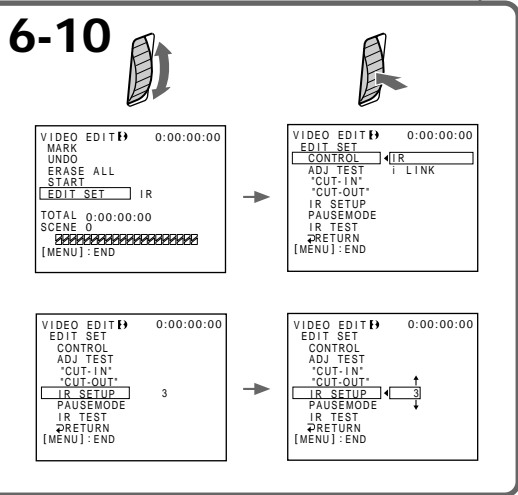 6-10
VIDEO EDIT 0:00:00:00
MARK
UNDO
ERASE ALL
START
EDIT SET IR
TOTAL 0:00:00:00
SCENE 0
[MENU]:END
VIDEO EDIT 0:00:00:00
EDIT SET
CONTROL IR
ADJ TEST i LINK
"CUT-IN"
"CUT-OUT"
IR SETUP
PAUSEMODE
IR TEST
RETURN
[MENU]:END
VIDEO EDIT 0:00:00:00
EDIT SET
CONTROL
ADJ TEST
"CUT-IN"
"CUT-OUT"
IR SETUP 3
PAUSEMODE
IR TEST
RETURN
[MENU]:END
VIDEO EDIT 0:00:00:00
EDIT SET
CONTROL
ADJ TEST
"CUT-IN"
"CUT-OUT"
IR SETUP 3
PAUSEMODE
IR TEST
RETURN
[MENU]:END